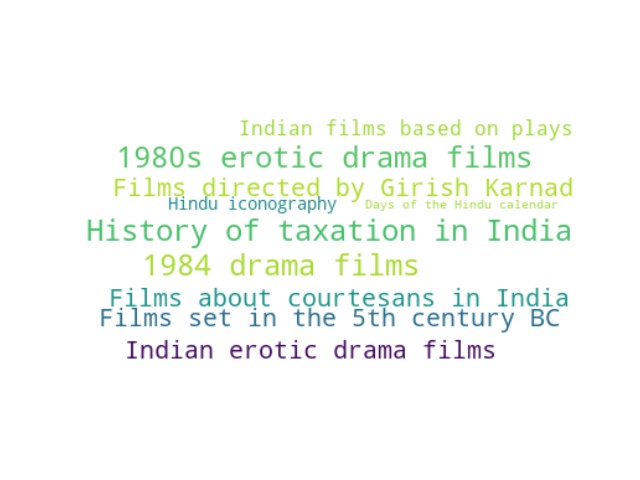 Indian films based on plays
1980s erotic drama films
Films directed by Girish Karnad
Hindu iconography
Days of the Hindu calendar
History of taxation in India
1984 drama films
Films about courtesans in India
Films set in the 5th century BC
Indian erotic drama films